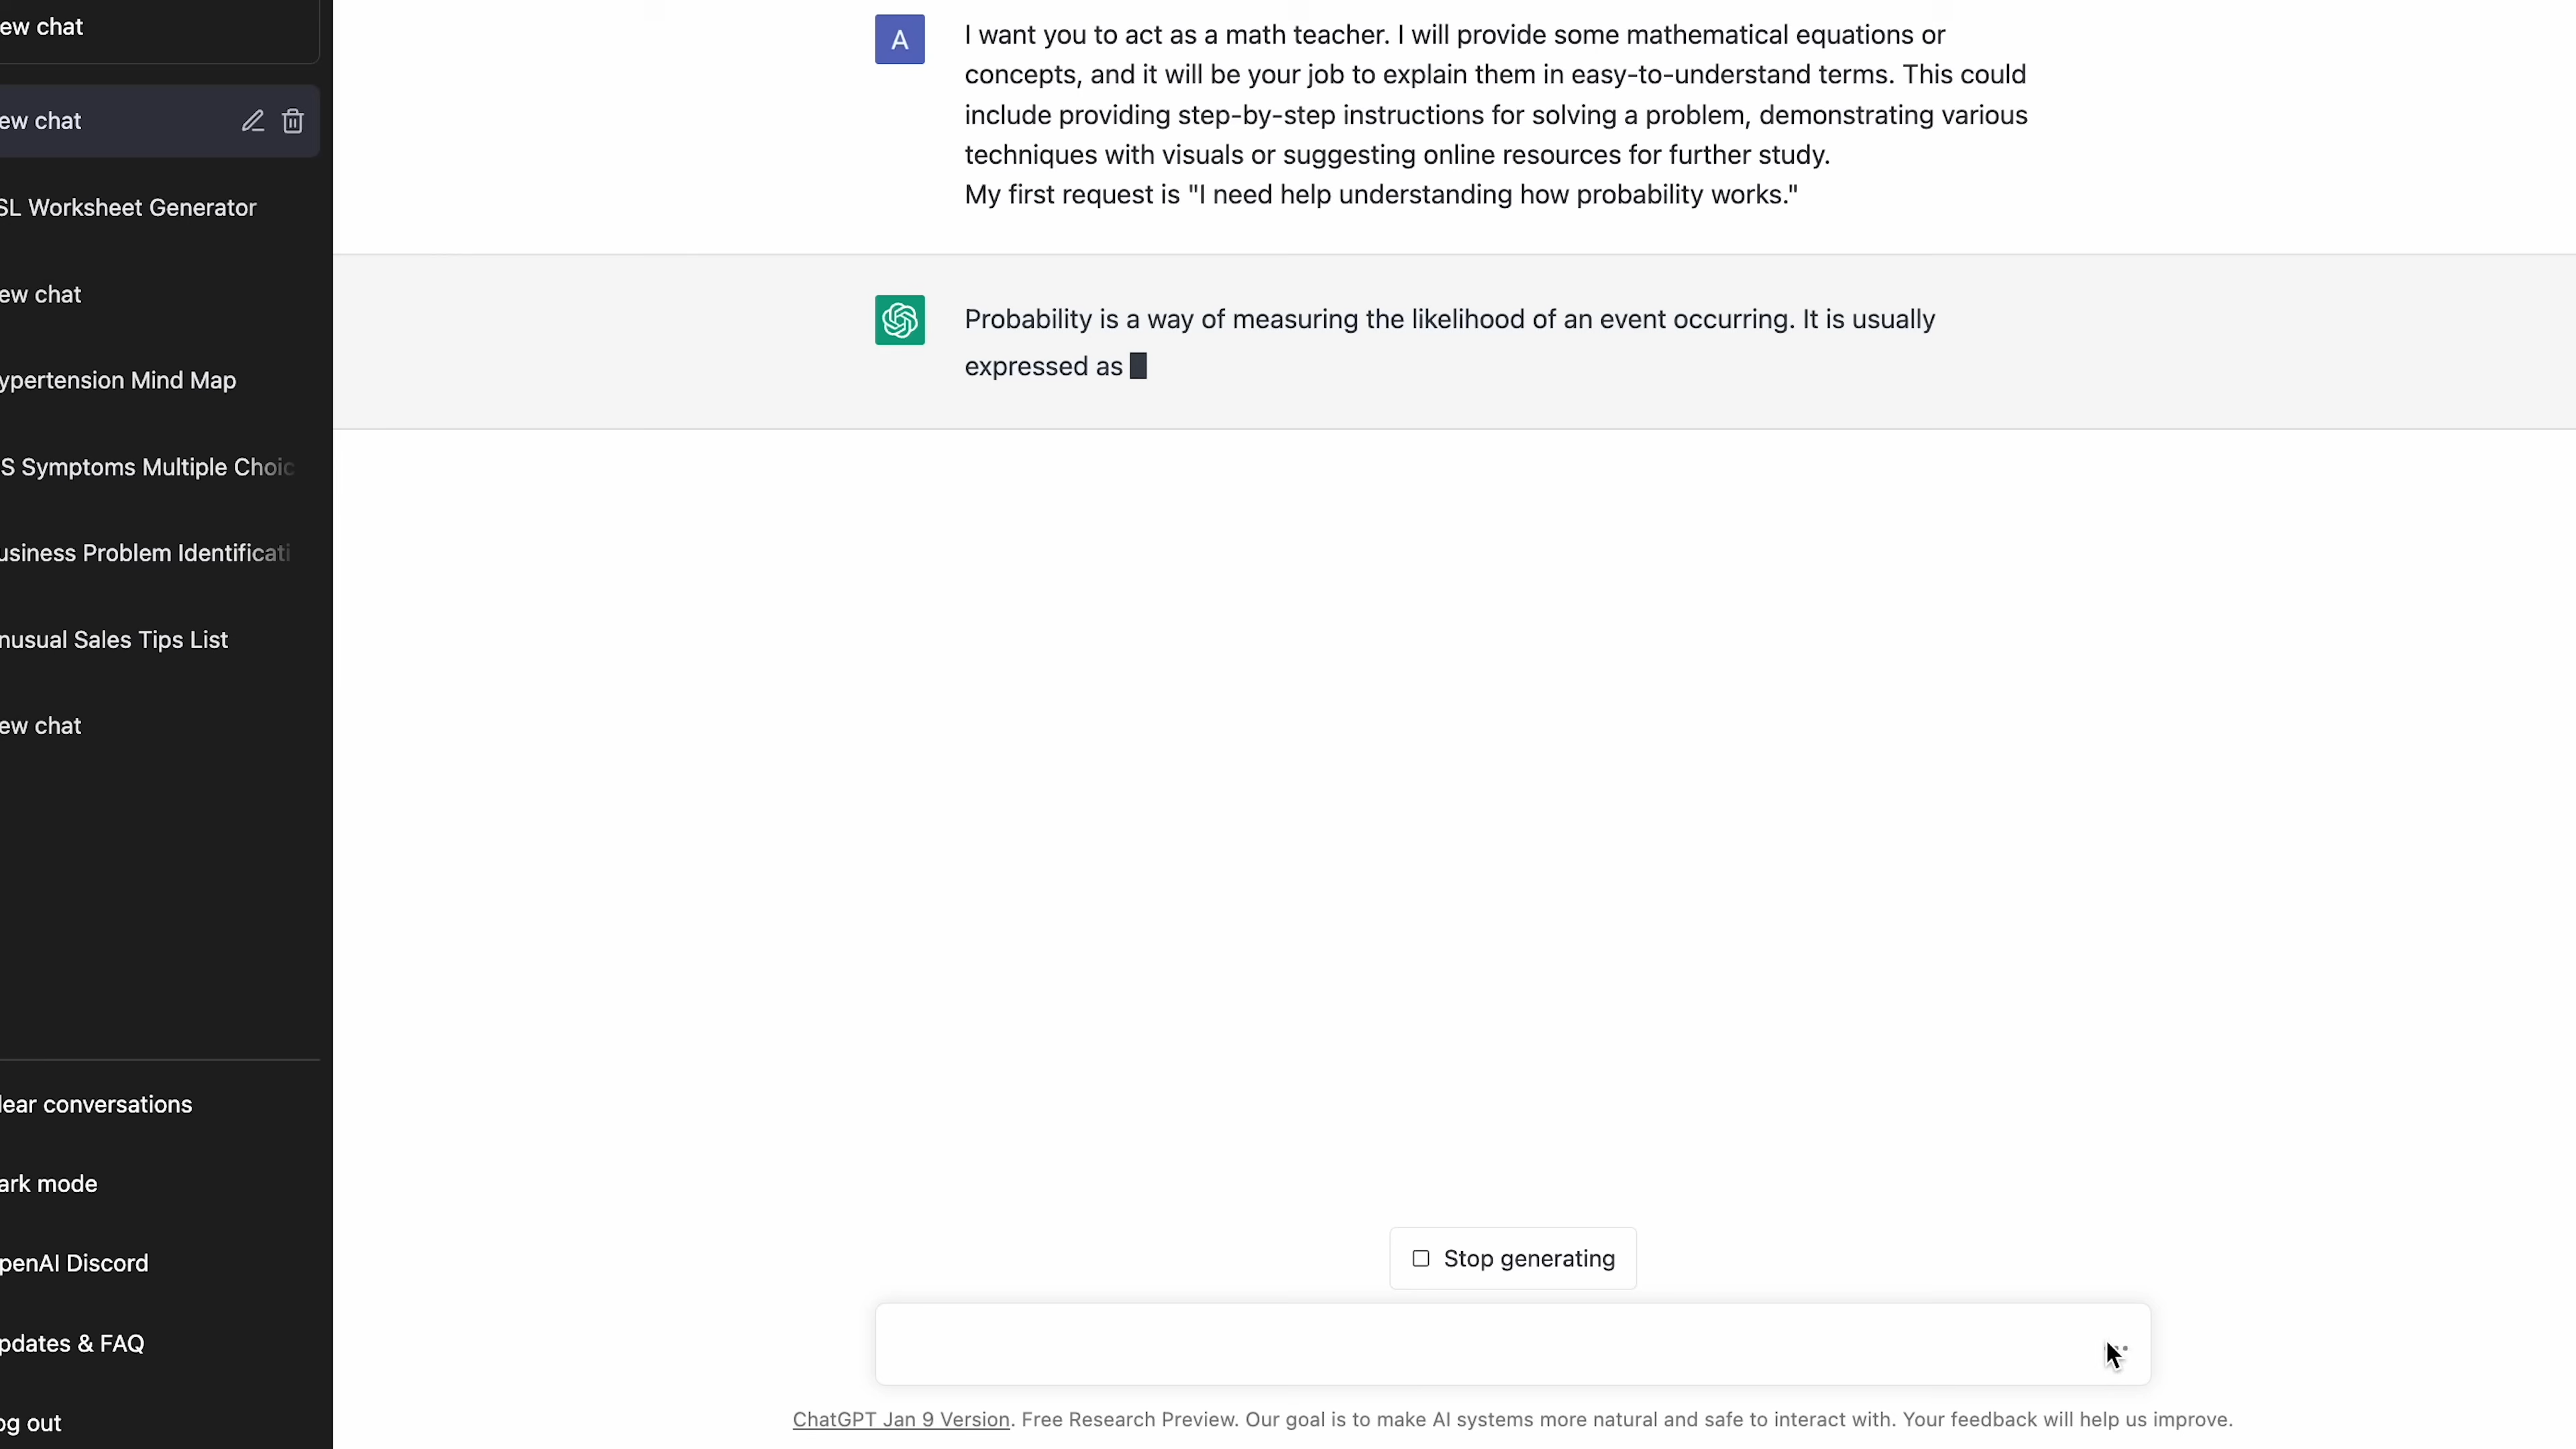 ew chat
ew chat
SL Worksheet Generator
ew chat
ypertension Mind Map
S Symptoms Multiple Choic
usiness Problem Identificati
nusual Sales Tips List
ew chat
lear conversations
ark mode
penAI Discord
pdates & FAQ
og out
A
I want you to act as a math teacher. I will provide some mathematical equations or
concepts, and it will be your job to explain them in easy-to-understand terms. This could
include providing step-by-step instructions for solving a problem, demonstrating various
techniques with visuals or suggesting online resources for further study.
My first request is "I need help understanding how probability works."
Probability is a way of measuring the likelihood of an event occurring. It is usually
expressed as
Stop generating
ChatGPT Jan 9 Version. Free Research Preview. Our goal is to make AI systems more natural and safe to interact with. Your feedback will help us improve.